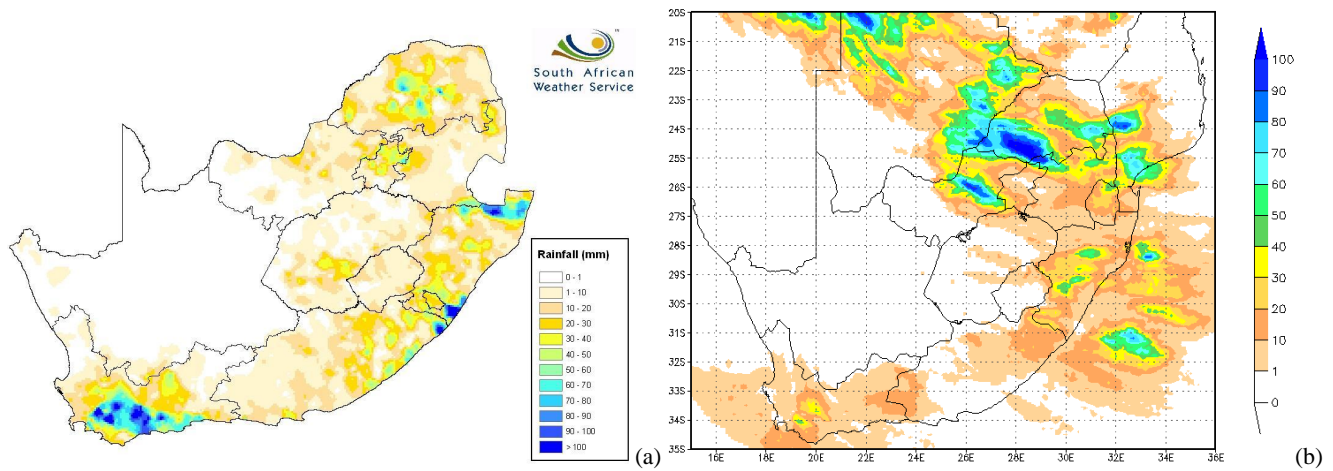 TM
South African
Weather Service
Rainfall (mm)
0 - 1
1 - 10
10 - 20
20 - 30
30 - 40
40 - 50
50 - 60
60 - 70
70 - 80
80 - 90
90 - 100
> 100
(a)
20S
21S
22S
23S
24S
25S
26S
27S
28S
29S
30S
31S
32S
33S
34S
35S
16E
18E
20E
22E
24E
26E
28E
30E
32E
34E
36E
100
90
80
70
60
50
40
30
20
10
1
0
(b)